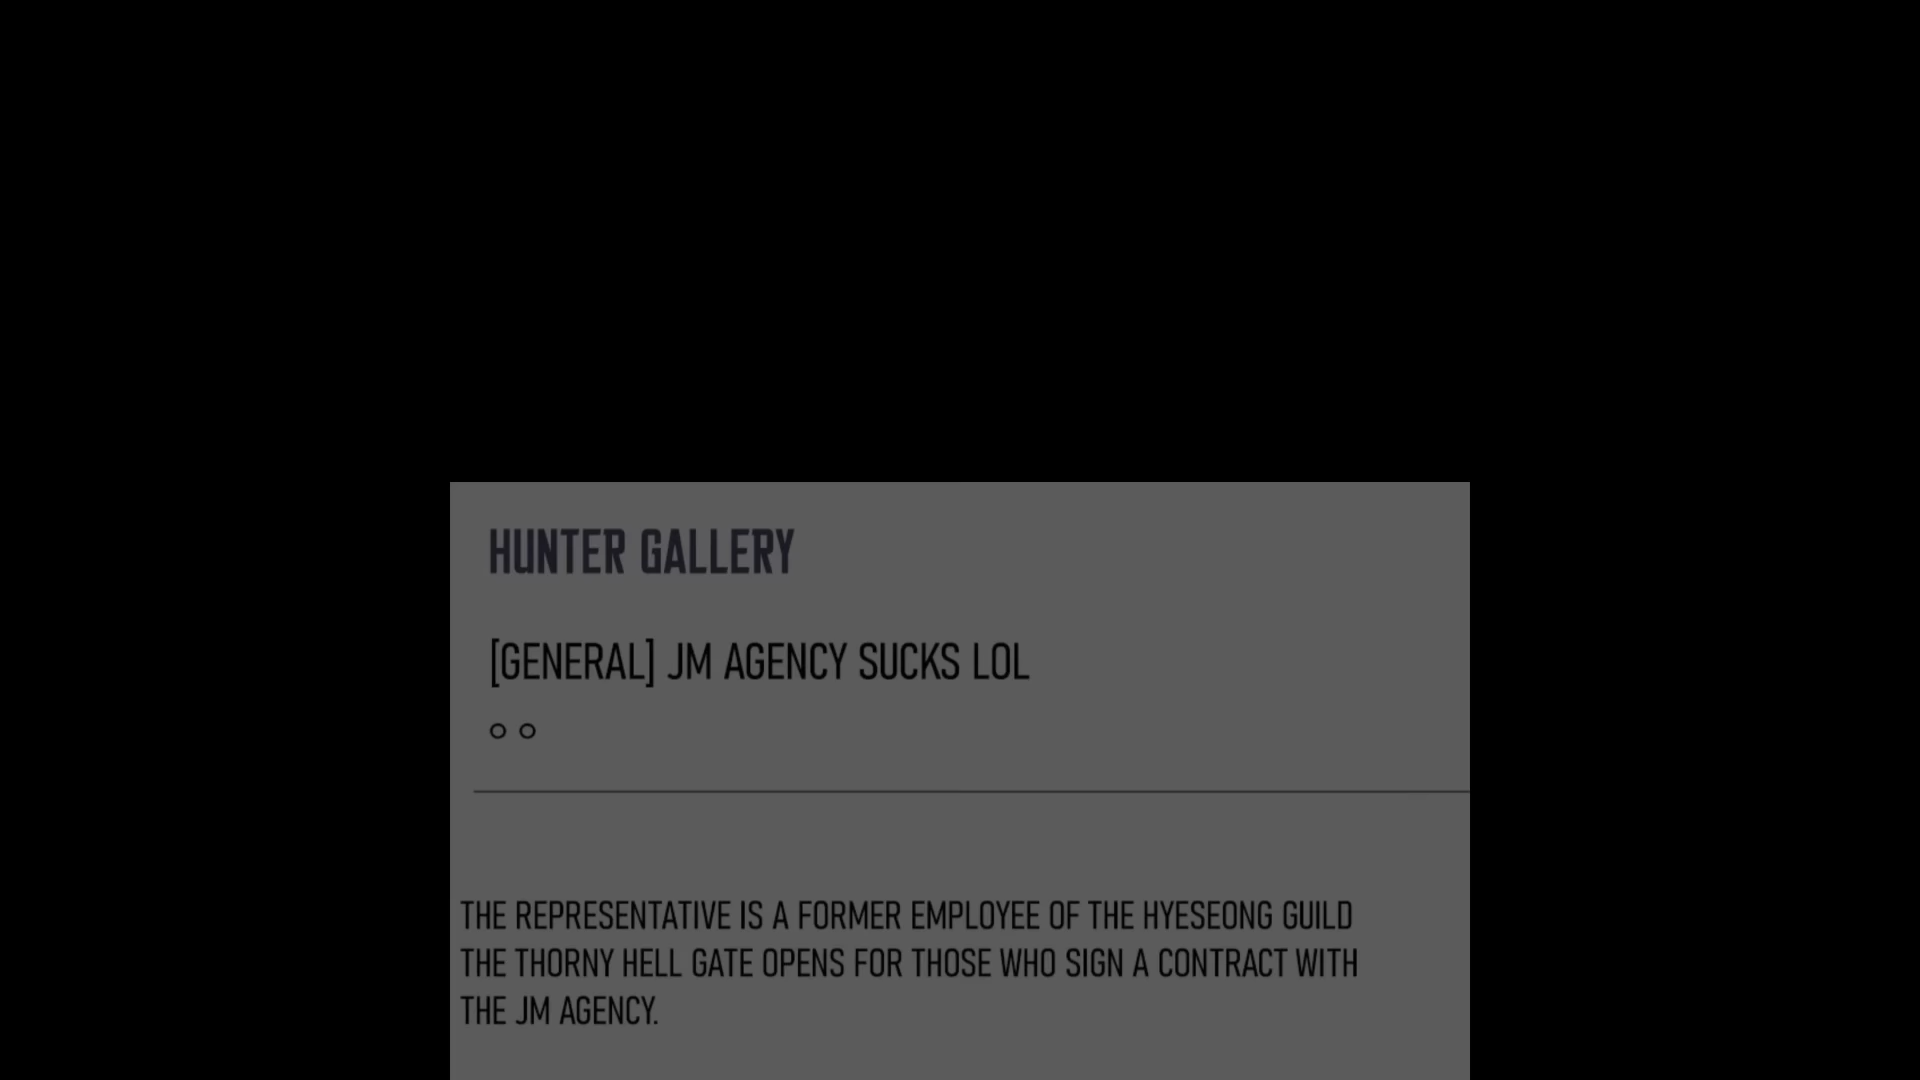 HUNTER GALLERY
[GENERAL] JM AGENCY SUCKS LOL
ㅇㅇ
THE REPRESENTATIVE IS A FORMER EMPLOYEE OF THE HYESEONG GUILD
THE THORNY HELL GATE OPENS FOR THOSE WHO SIGN A CONTRACT WITH
THE JM AGENCY.